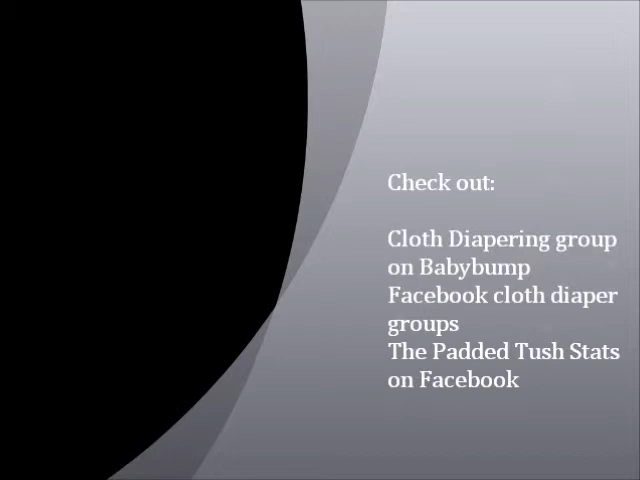 Check out:
Cloth Diapering group
on Babybump
Facebook cloth diaper
groups
The Padded Tush Stats
on Facebook